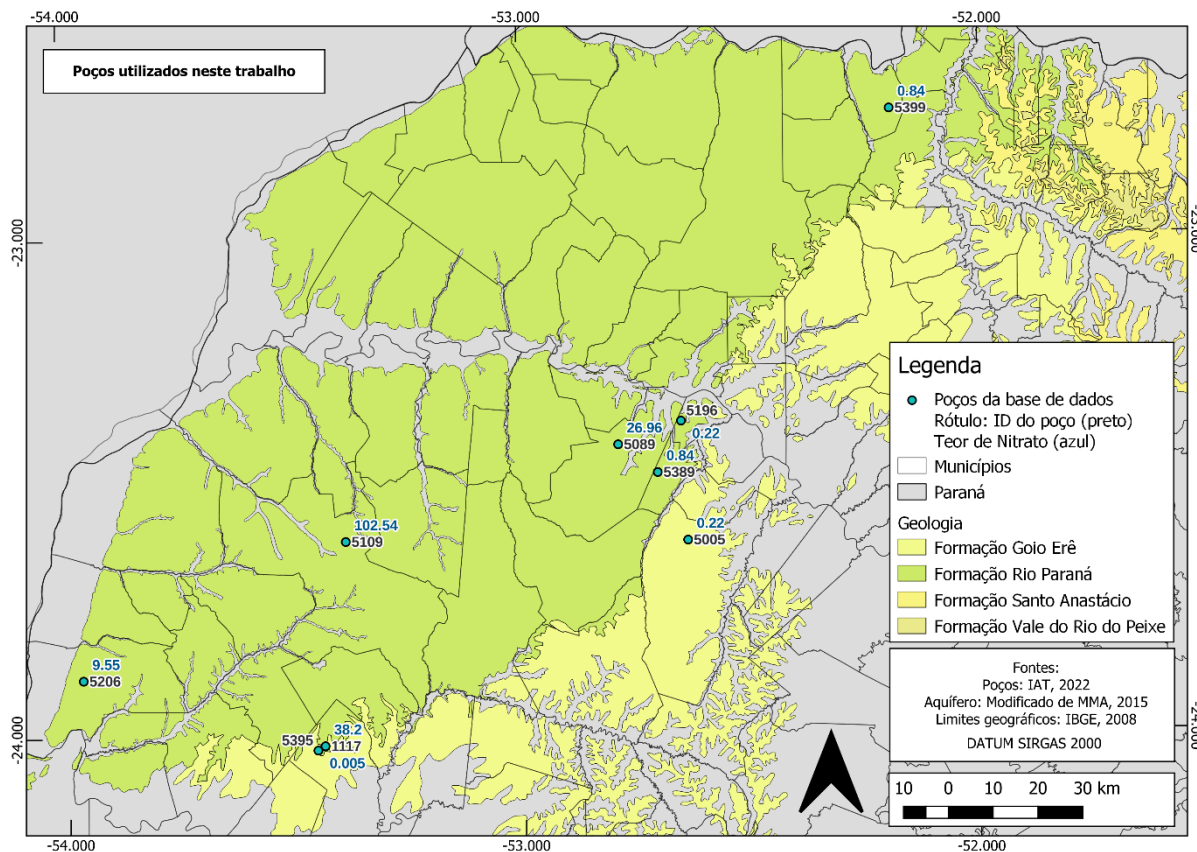 -54.000
-53.000
-52.000
Poços utilizados neste trabalho
0.84
5399
-23.000
-23.000
Legenda
Poços da base de dados
Rótulo: ID do poço (preto)
Teor de Nitrato (azul)
Municípios
Paraná
Geologia
Formação Goio Erê
Formação Rio Paraná
Formação Santo Anastácio
Formação Vale do Rio do Peixe
5196
26.96
0.22
5089
0.84
5389
102.54
5109
0.22
5005
9.55
5206
38.2
5395
1117
0.005
-24.000
-24.000
Fontes:
Poços: IAT, 2022
Aquífero: Modificado de MMA, 2015
Limites geográficos: IBGE, 2008
DATUM SIRGAS 2000
10 0 10 20 30 km
-54.000
-53.000
-52.000